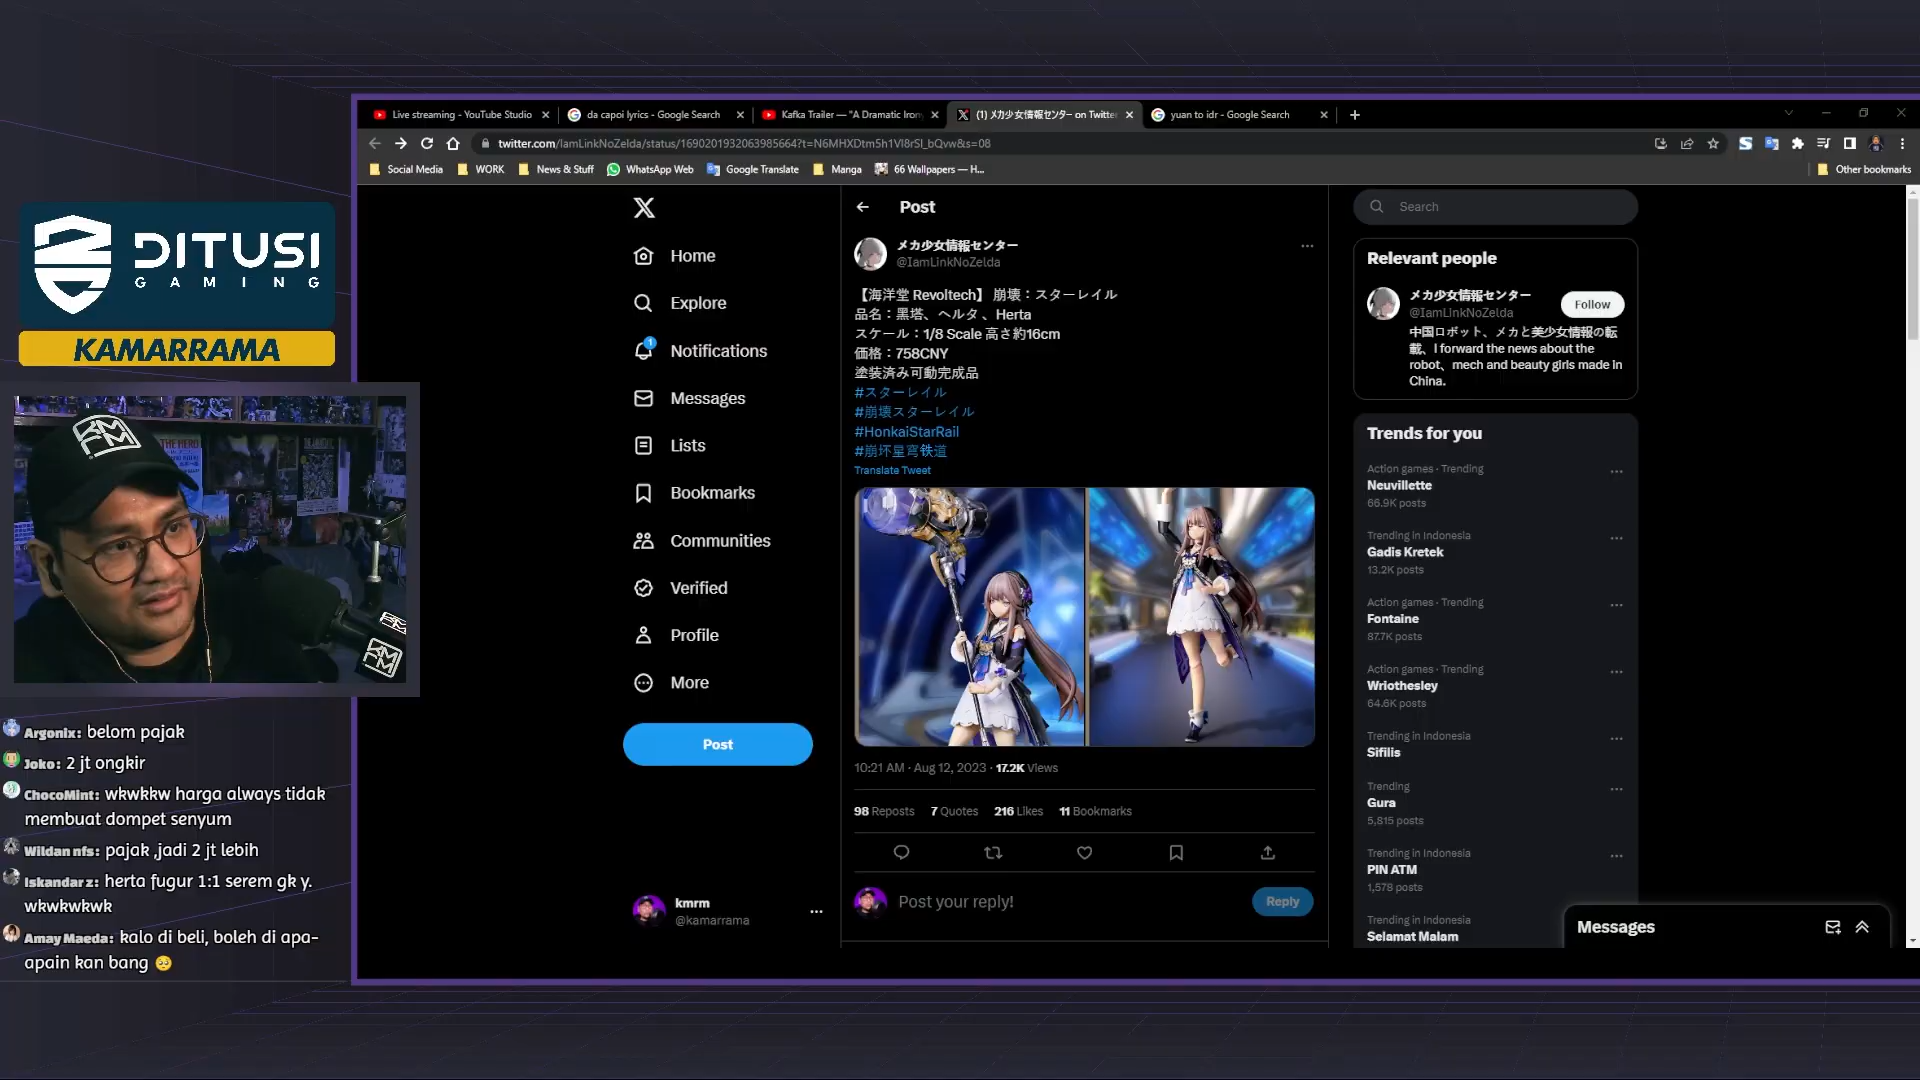 Live streaming - YouTube Studio
da capoi lyrics - Google Search
Kafka Trailer — "A Dramatic Irony
(1) メカ少女情報センター on Twitter
yuan to idr - Google Search
twitter.com/IamLinkNoZelda/status/1690201932063985664?t=N6MHXDtm5h1Vl8rSl_bQvw&s=08
Social Media
WORK
News & Stuff
WhatsApp Web
Google Translate
Manga
66 Wallpapers — H...
Other bookmarks
DITUSI
GAMING
KAMARRAMA
Argonix: belom pajak
Joko: 2 jt ongkir
ChocoMint: wkwkkw harga always tidak
membuat dompet senyum
Wildan nfs: pajak ,jadi 2 jt lebih
Iskandar z: herta fugur 1:1 serem gk y.
wkwkwkwk
Amay Maeda: kalo di beli, boleh di apa-
apain kan bang 🥺
Home
Explore
1
Notifications
Messages
Lists
Bookmarks
Communities
Verified
Profile
More
Post
kmrm
@kamarrama
Post
メカ少女情報センター
@IamLinkNoZelda
【海洋堂 Revoltech】 崩壊：スターレイル
品名：黑塔、ヘルタ 、Herta
スケール：1/8 Scale 高さ約16cm
価格：758CNY
塗装済み可動完成品
#スターレイル
#崩壊スターレイル
#HonkaiStarRail
#崩坏星穹铁道
Translate Tweet
10:21 AM · Aug 12, 2023 · 17.2K Views
98 Reposts 7 Quotes 216 Likes 11 Bookmarks
Post your reply!
Reply
Search
Relevant people
メカ少女情報センター
@IamLinkNoZelda
Follow
中国ロボット、メカと美少女情報の転
載、I forward the news about the
robot、mech and beauty girls made in
China.
Trends for you
Action games · Trending
Neuvillette
66.9K posts
Trending in Indonesia
Gadis Kretek
13.2K posts
Action games · Trending
Fontaine
87.7K posts
Action games · Trending
Wriothesley
64.6K posts
Trending in Indonesia
Sifilis
Trending
Gura
5,815 posts
Trending in Indonesia
PIN ATM
1,578 posts
Trending in Indonesia
Selamat Malam
Messages